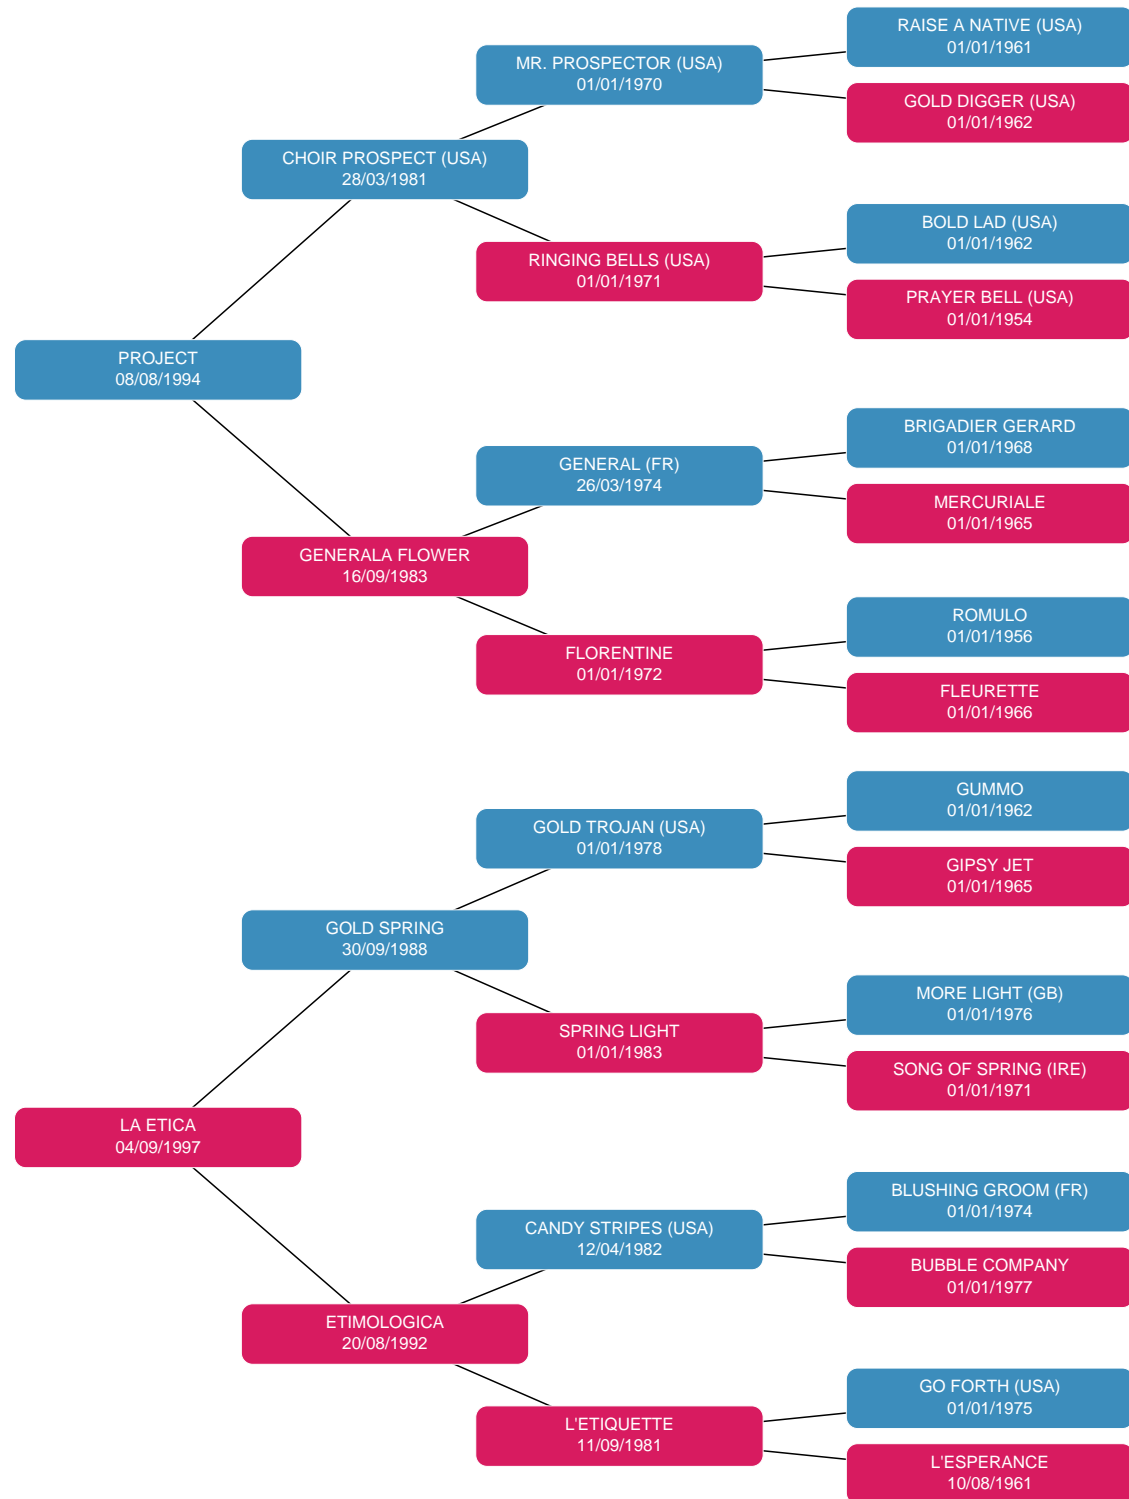 RAISE A NATIVE (USA)
01/01/1961
MR. PROSPECTOR (USA)
01/01/1970
GOLD DIGGER (USA)
01/01/1962
CHOIR PROSPECT (USA)
28/03/1981
BOLD LAD (USA)
01/01/1962
RINGING BELLS (USA)
01/01/1971
PRAYER BELL (USA)
01/01/1954
PROJECT
08/08/1994
BRIGADIER GERARD
01/01/1968
GENERAL (FR)
26/03/1974
MERCURIALE
01/01/1965
GENERALA FLOWER
16/09/1983
ROMULO
01/01/1956
FLORENTINE
01/01/1972
FLEURETTE
01/01/1966
GUMMO
01/01/1962
GOLD TROJAN (USA)
01/01/1978
GIPSY JET
01/01/1965
GOLD SPRING
30/09/1988
MORE LIGHT (GB)
01/01/1976
SPRING LIGHT
01/01/1983
SONG OF SPRING (IRE)
01/01/1971
LA ETICA
04/09/1997
BLUSHING GROOM (FR)
01/01/1974
CANDY STRIPES (USA)
12/04/1982
BUBBLE COMPANY
01/01/1977
ETIMOLOGICA
20/08/1992
GO FORTH (USA)
01/01/1975
L'ETIQUETTE
11/09/1981
L'ESPERANCE
10/08/1961